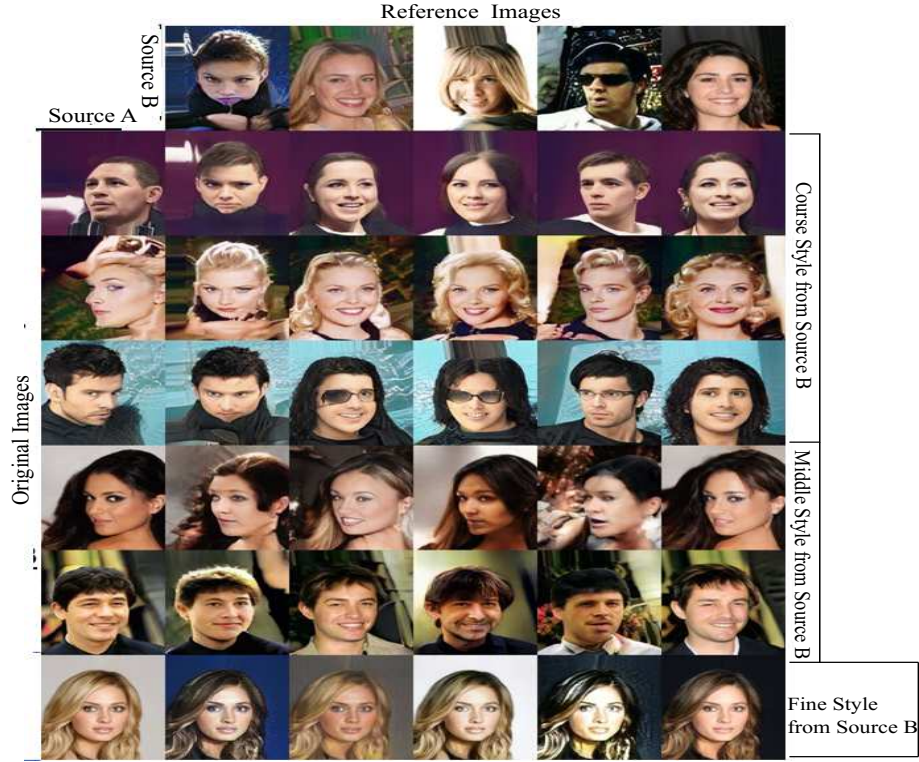 Reference Images
Source B
Source A
Course Style from Source B
Original Images
Middle Style from Source B
Fine Style
from Source B